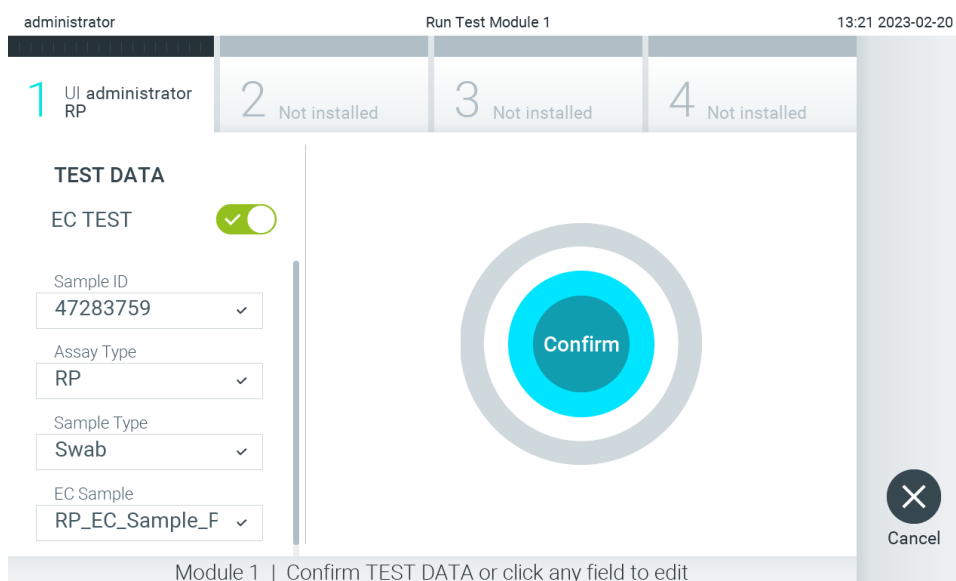 administrator
Run Test Module 1
13:21 2023-02-20
1 UI administrator
RP
2 Not installed
3 Not installed
4 Not installed
TEST DATA
EC TEST
Sample ID
47283759
Assay Type
RP
Sample Type
Swab
EC Sample
RP_EC_Sample_
Confirm
Cancel
Module 1 | Confirm TEST DATA or click any field to edit